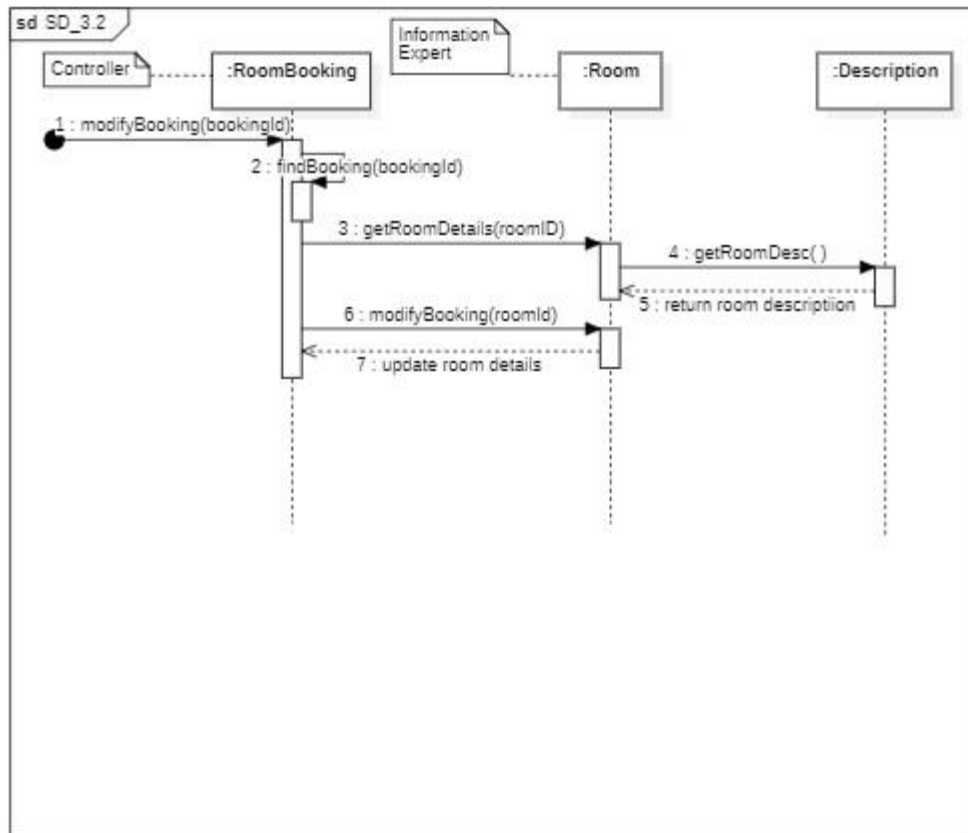 sd SD_3.2
Controller
:RoomBooking
Information
Expert
:Room
:Description
1 : modifyBooking(bookingId)
2 : findBooking(bookingId)
3 : getRoomDetails(roomID)
4 : getRoomDesc( )
5 : return room descriptiion
6 : modifyBooking(roomId)
7 : update room details